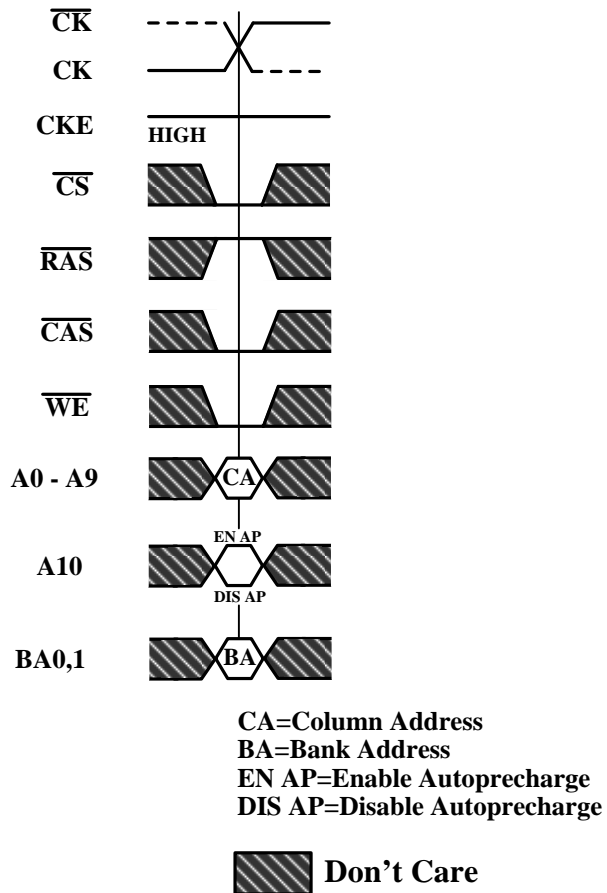 CK
CK
CKE
HIGH
CS
RAS
CAS
WE
A0 - A9
CA
EN AP
A10
DIS AP
BA0,1
BA
CA=Column Address
BA=Bank Address
EN AP=Enable Autoprecharge
DIS AP=Disable Autoprecharge
Don't Care